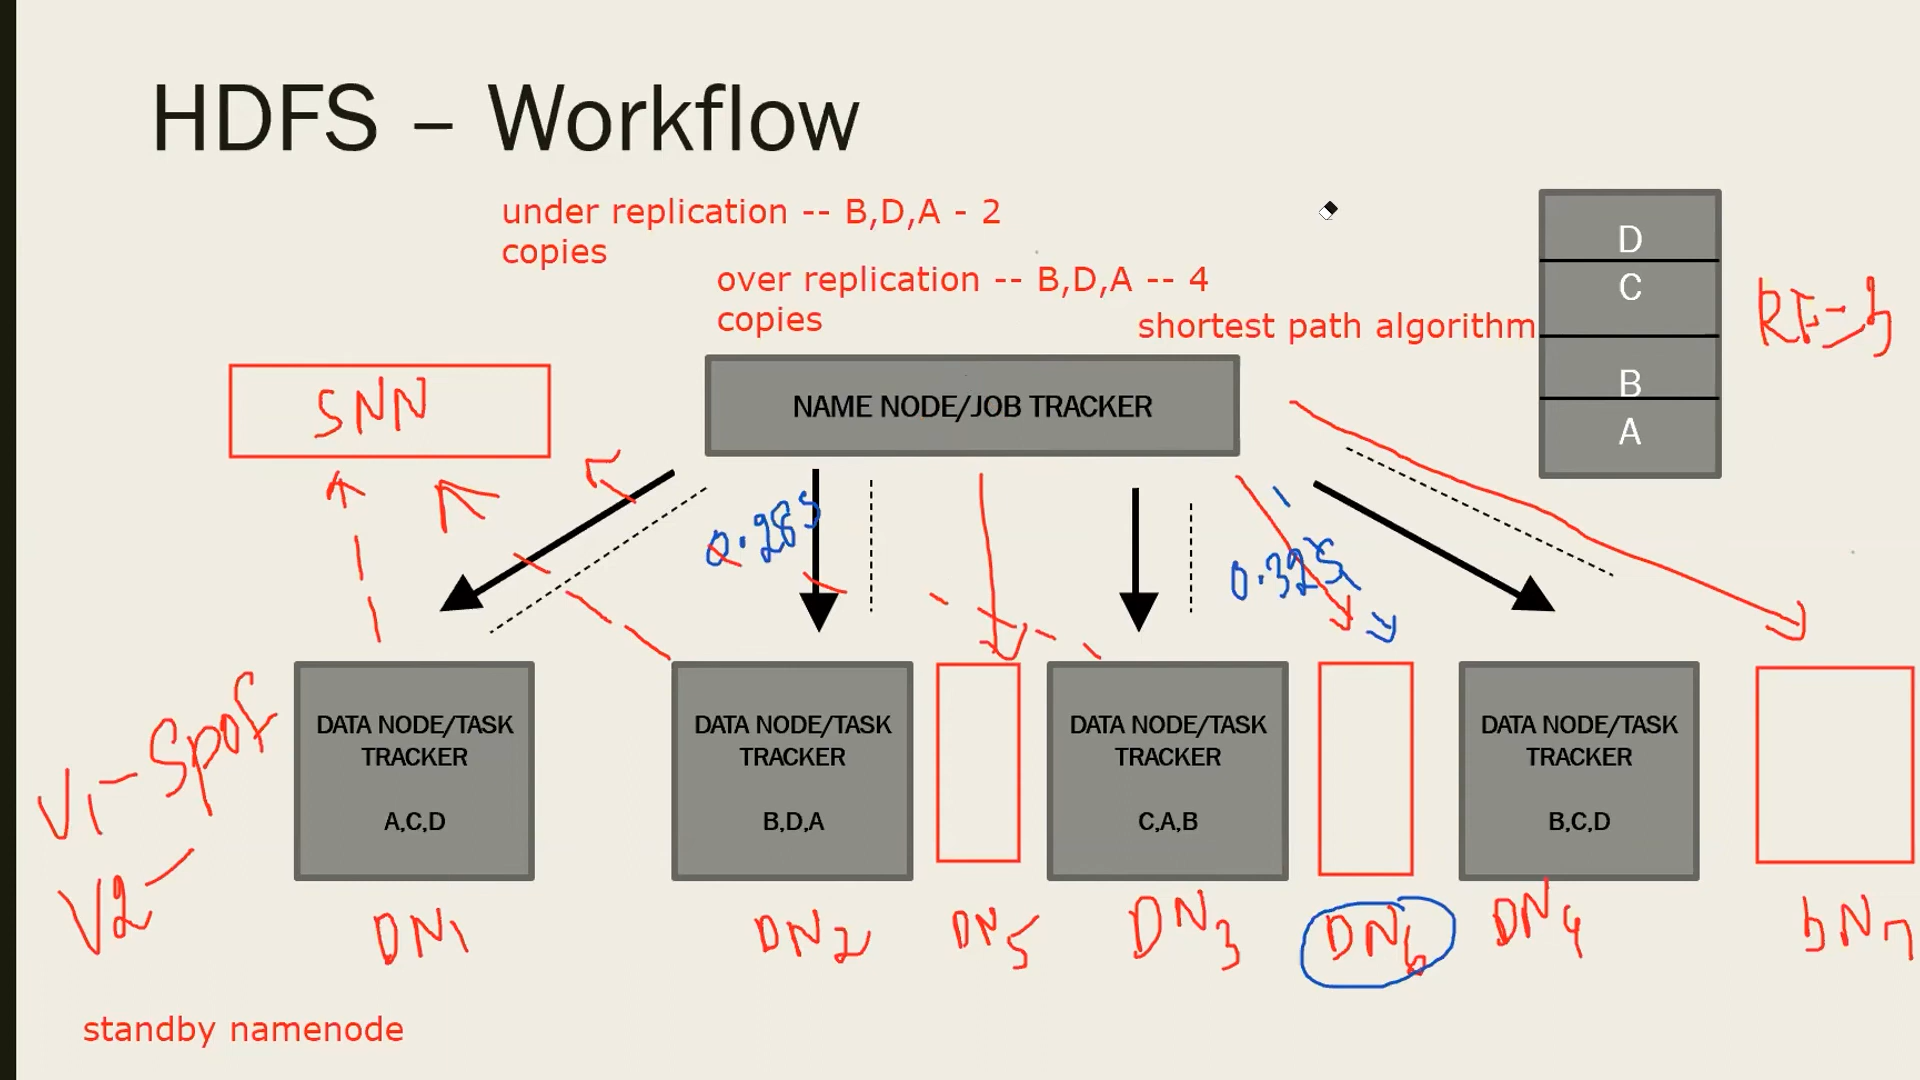 HDFS – Workflow
under replication -- B,D,A - 2
copies
over replication -- B,D,A -- 4
copies
shortest path algorithm
D
C
B
A
RF-3
SNN
NAME NODE/JOB TRACKER
0.28s
0.32s
DATA NODE/TASK
TRACKER
A,C,D
DATA NODE/TASK
TRACKER
B,D,A
DATA NODE/TASK
TRACKER
C,A,B
DATA NODE/TASK
TRACKER
B,C,D
V1-Spof
V2-
DN1
DN2
DN5
DN3
DN6
DN4
DN7
standby namenode